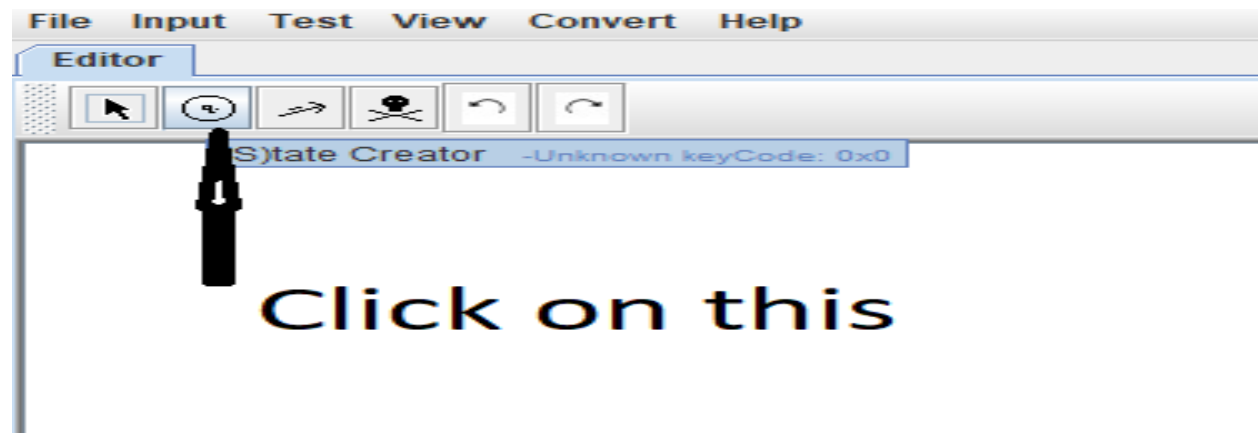 File Input Test View Convert Help
Editor
q
S)tate Creator -Unknown keyCode: 0x0
Click on this